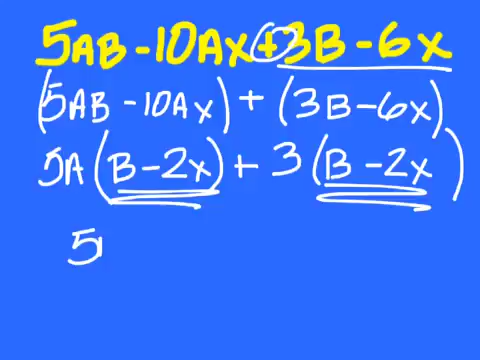 5AB - 10AX + 3B - 6X
(5AB - 10AX) + (3B - 6X)
5A (B - 2X) + 3 (B - 2X)
5